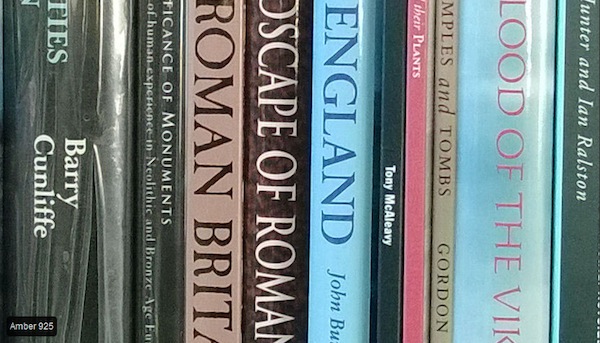 TIES
N
Barry
Cunliffe
FICANCE OF MONUMENTS
of human experience in Neolithic and Bronze Age Eu
ROMAN BRITA
DSCAPE OF ROMAN
ENGLAND
John Bu
Tony McAleavy
their PLANTS
MPLES and TOMBS
GORDON
LOOD OF THE VIK
unter and Ian Ralston
Amber 925